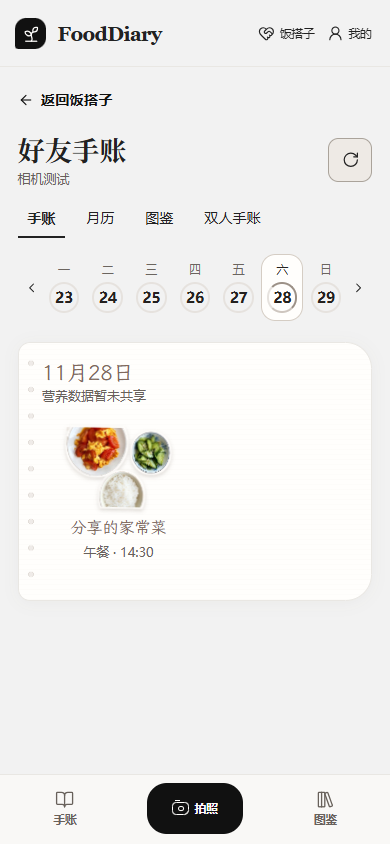 FoodDiary
饭搭子
我的
返回饭搭子
好友手账
相机测试
手账 月历 图鉴 双人手账
一 二 三 四 五 六 日
23 24 25 26 27 28 29
11月28日
营养数据暂未共享
分享的家常菜
午餐 · 14:30
手账
拍照
图鉴